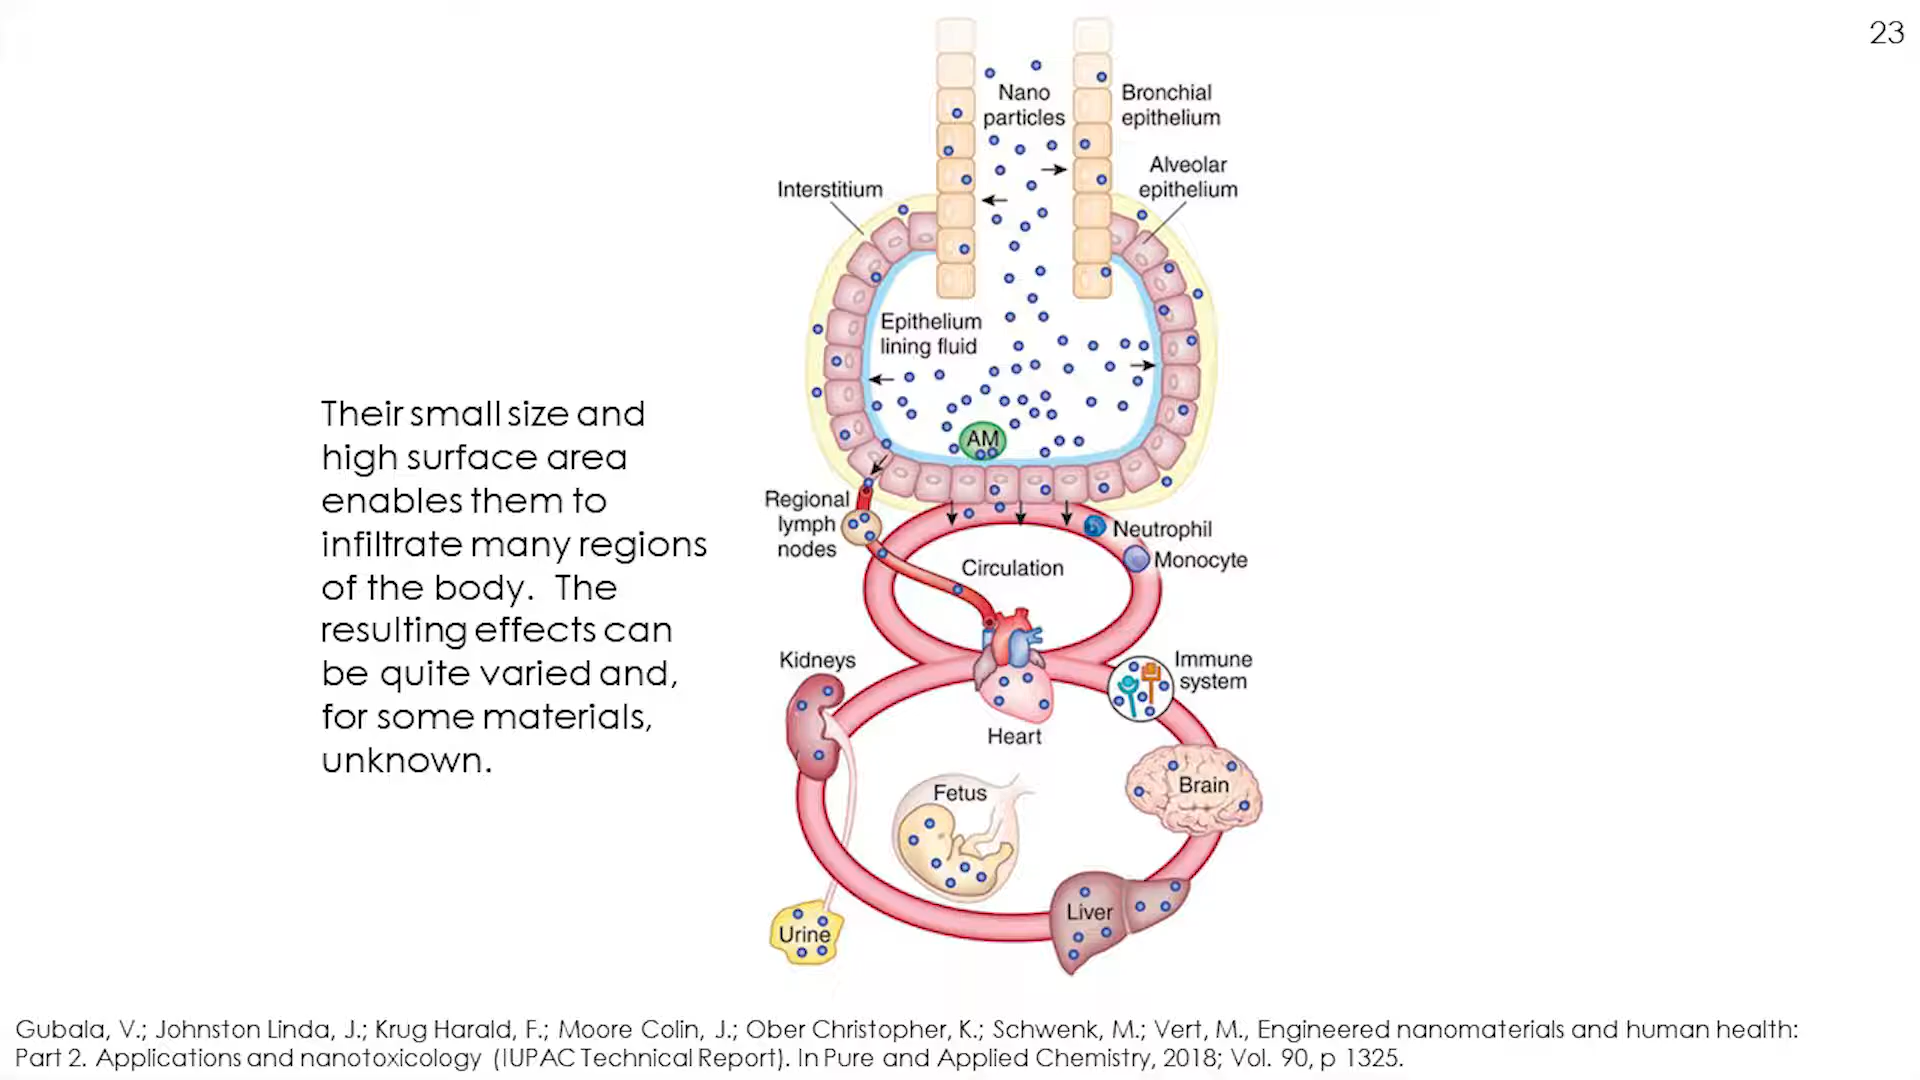 23
Nano
particles
Bronchial
epithelium
Alveolar
epithelium
Interstitium
Epithelium
lining fluid
AM
Regional
lymph
nodes
Neutrophil
Monocyte
Circulation
Kidneys
Immune
system
Heart
Brain
Fetus
Liver
Urine
Their small size and
high surface area
enables them to
infiltrate many regions
of the body.  The
resulting effects can
be quite varied and,
for some materials,
unknown.
Gubala, V.; Johnston Linda, J.; Krug Harald, F.; Moore Colin, J.; Ober Christopher, K.; Schwenk, M.; Vert, M., Engineered nanomaterials and human health:
Part 2. Applications and nanotoxicology (IUPAC Technical Report). In Pure and Applied Chemistry, 2018; Vol. 90, p 1325.